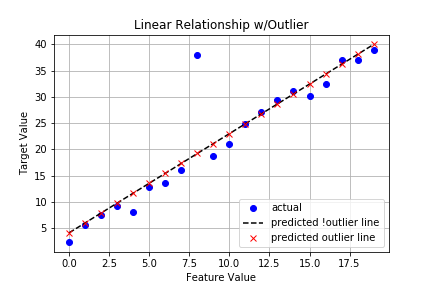 Linear Relationship w/Outlier
Target Value
40
35
30
25
20
15
10
5
actual
predicted !outlier line
predicted outlier line
0.0 2.5 5.0 7.5 10.0 12.5 15.0 17.5
Feature Value